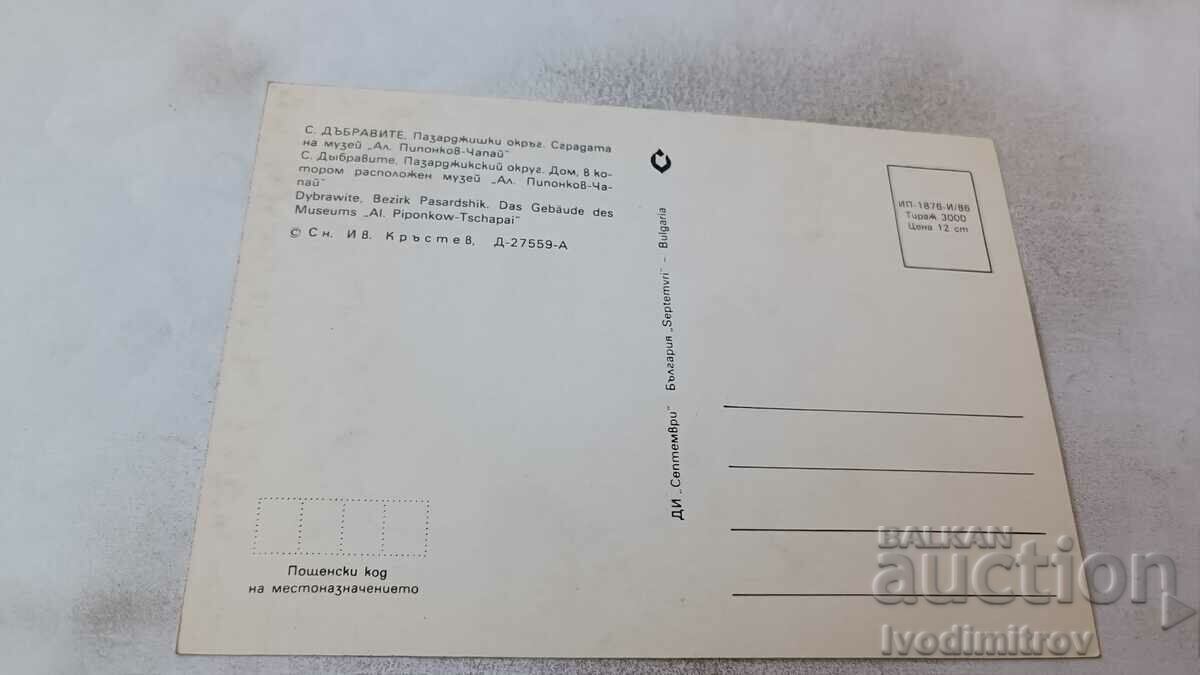 С. ДЪБРАВИТЕ, Пазарджишки окръг. Сградата
на музей "Ал. Пипонков-Чапай"
С. Дыбравите, Пазарджикский округ. Дом, в ко-
тором расположен музей „Ал. Пипонков-Ча-
пай"
Dybrawite, Bezirk Pasardshik. Das Gebäude des
Museums „Al. Piponkow-Tschapai"
© Сн. Ив. Кръстев, Д-27559-А
ДИ „Септември" България „Septemvri" – Bulgaria
ИП-1876-И/86
Тираж 3000
Цена 12 ст
Пощенски код
на местоназначението
BALKAN
auction
Ivodimitrov